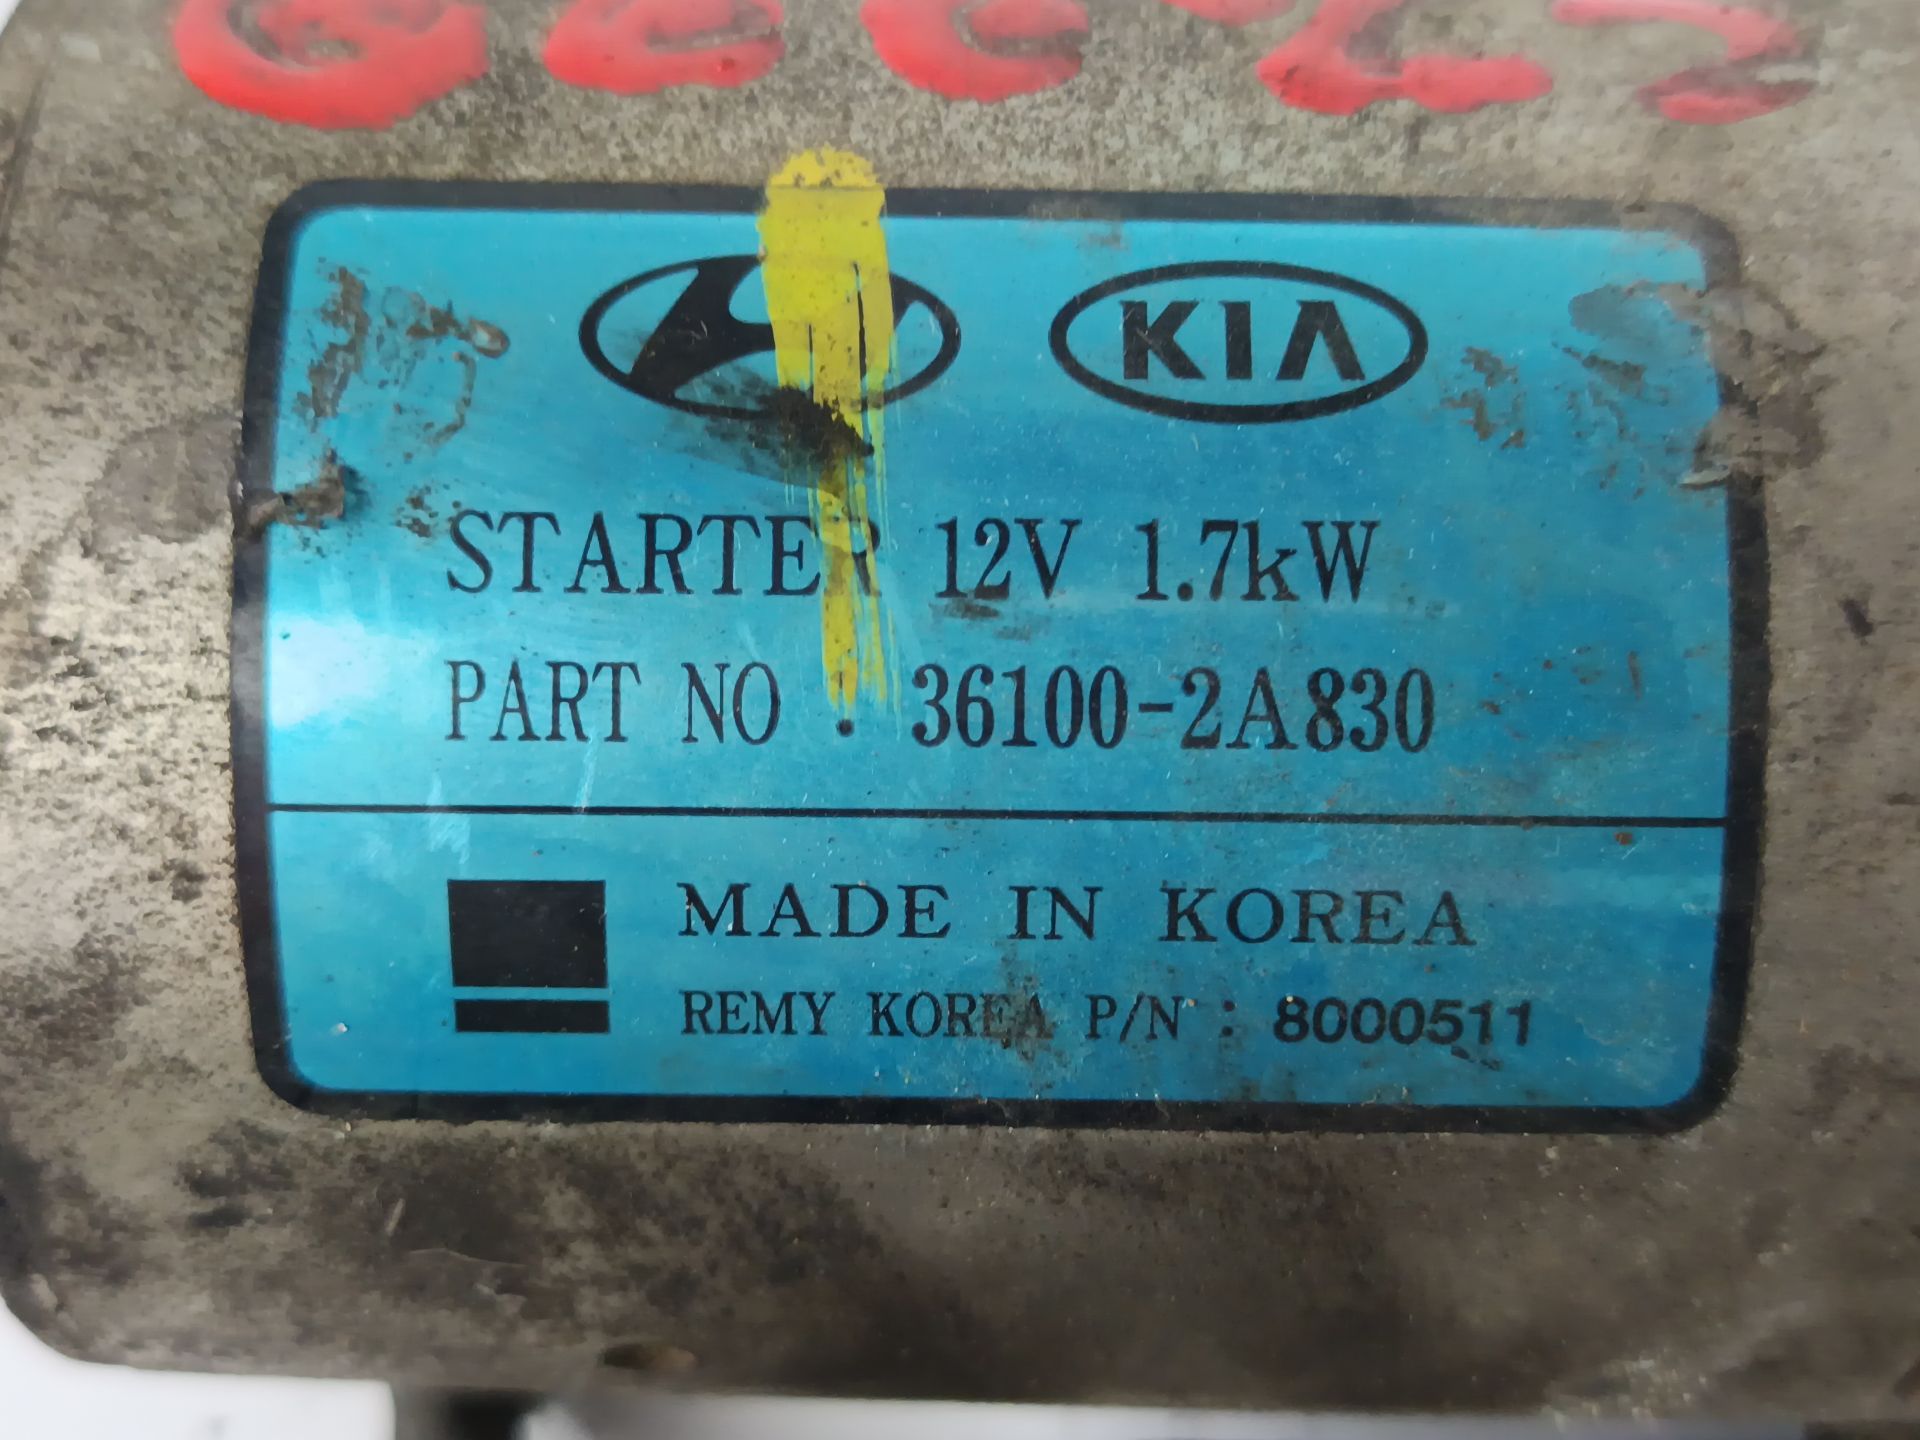 KIA
STARTER 12V 1.7kW
PART NO : 36100-2A830
MADE IN KOREA
REMY KOREA P/N : 8000511